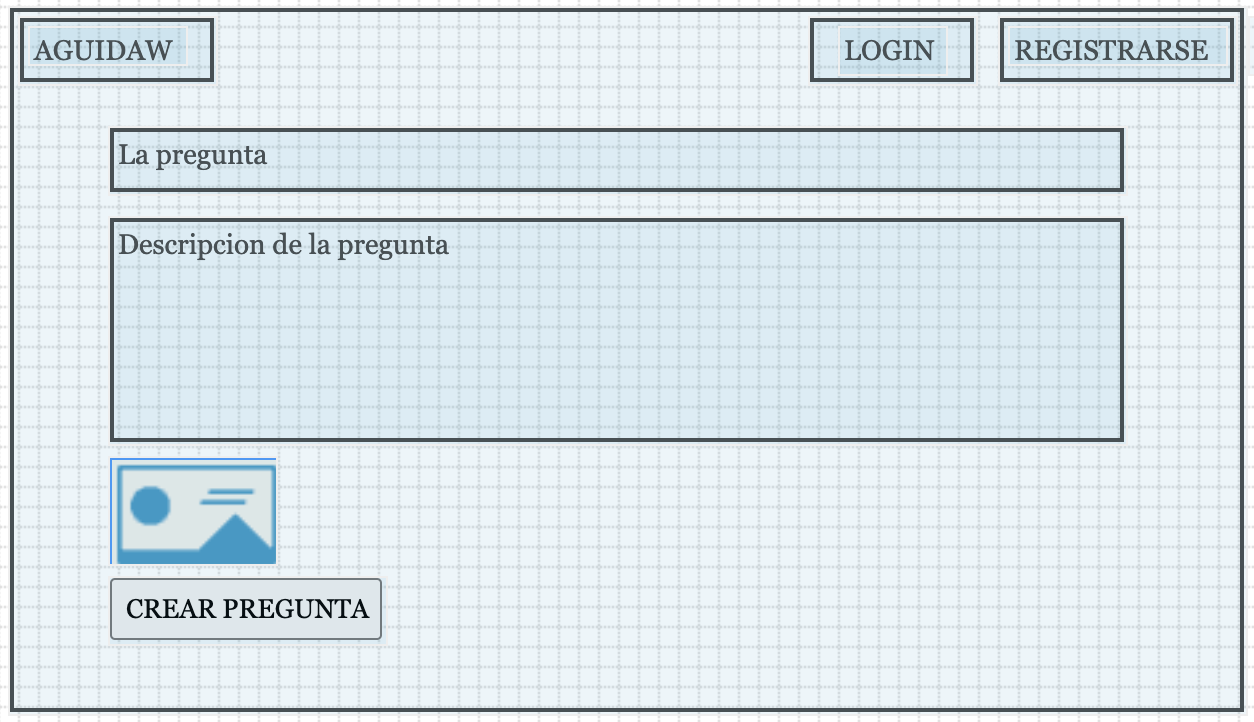 AGUIDAW
LOGIN
REGISTRARSE
La pregunta
Descripcion de la pregunta
CREAR PREGUNTA